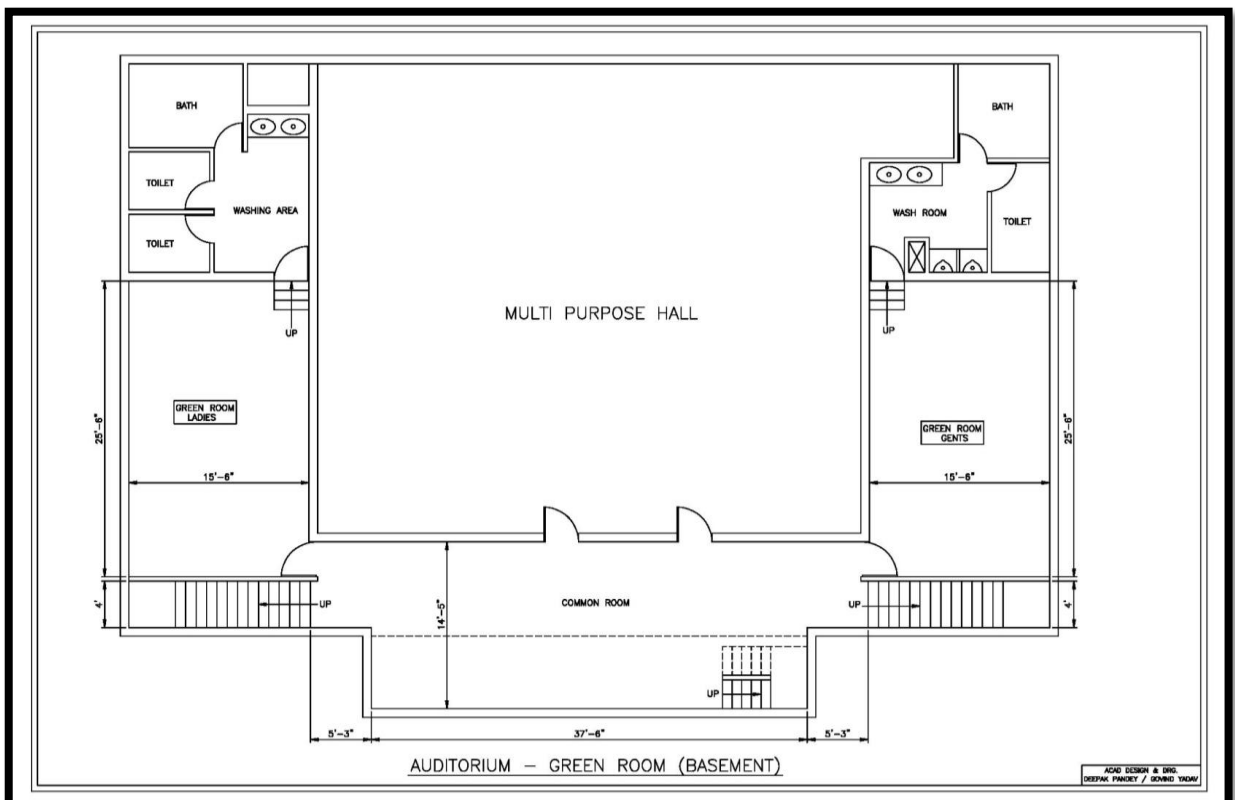 BATH
BATH
TOILET
WASHING AREA
WASH ROOM
TOILET
TOILET
MULTI PURPOSE HALL
UP
UP
GREEN ROOM
LADIES
GREEN ROOM
GENTS
25'-6"
25'-6"
15'-6"
15'-6"
4'
UP
14'-5"
COMMON ROOM
UP
4'
UP
5'-3"
37'-6"
5'-3"
AUDITORIUM - GREEN ROOM (BASEMENT)
ACAD DESIGN & DRG.
DEEPAK PANDEY / GOVIND YADAV